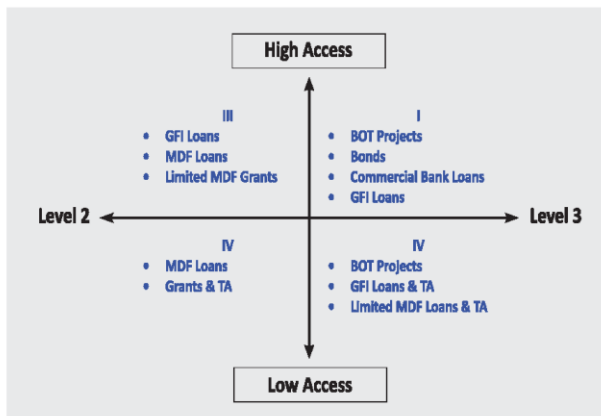 High Access
III
• GFI Loans
• MDF Loans
• Limited MDF Grants
I
• BOT Projects
• Bonds
• Commercial Bank Loans
• GFI Loans
Level 2
Level 3
IV
• MDF Loans
• Grants & TA
IV
• BOT Projects
• GFI Loans & TA
• Limited MDF Loans & TA
Low Access